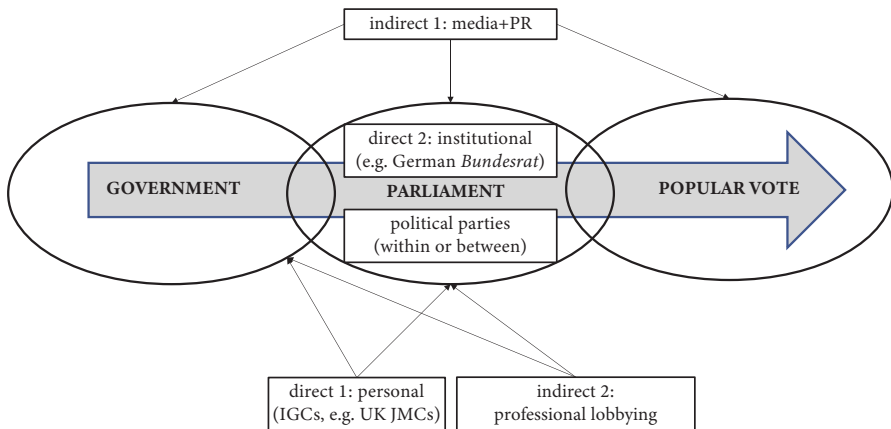 indirect 1: media+PR
direct 2: institutional
(e.g. German Bundesrat)
GOVERNMENT
PARLIAMENT
POPULAR VOTE
political parties
(within or between)
direct 1: personal
(IGCs, e.g. UK JMCs)
indirect 2:
professional lobbying